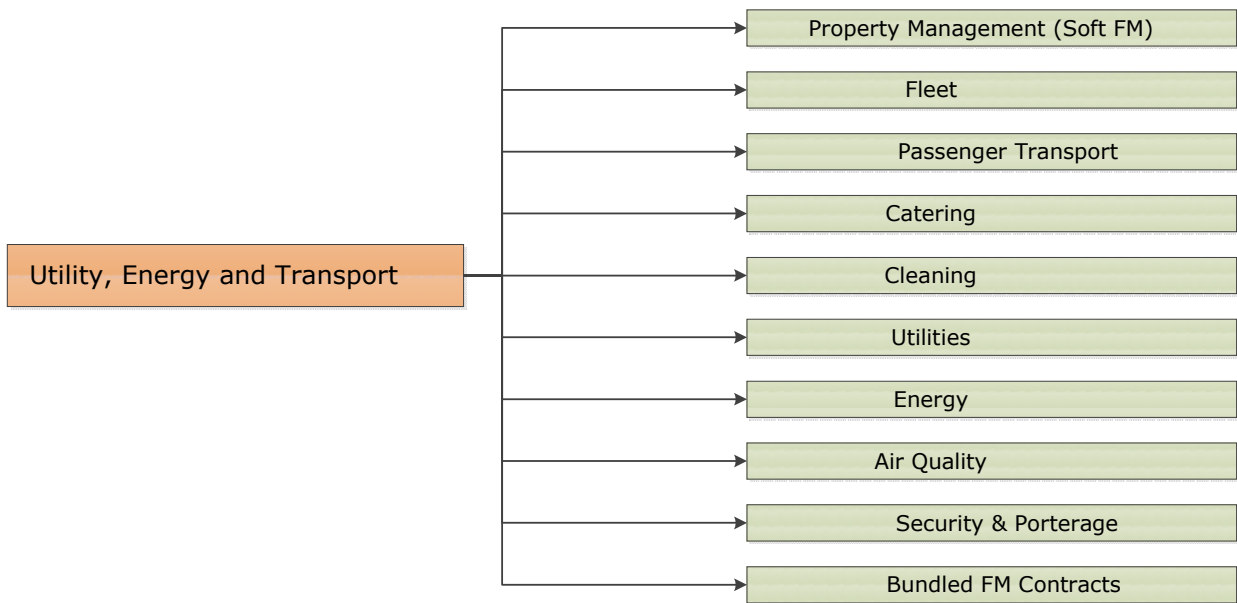 Property Management (Soft FM)
Fleet
Passenger Transport
Catering
Utility, Energy and Transport
Cleaning
Utilities
Energy
Air Quality
Security & Porterage
Bundled FM Contracts